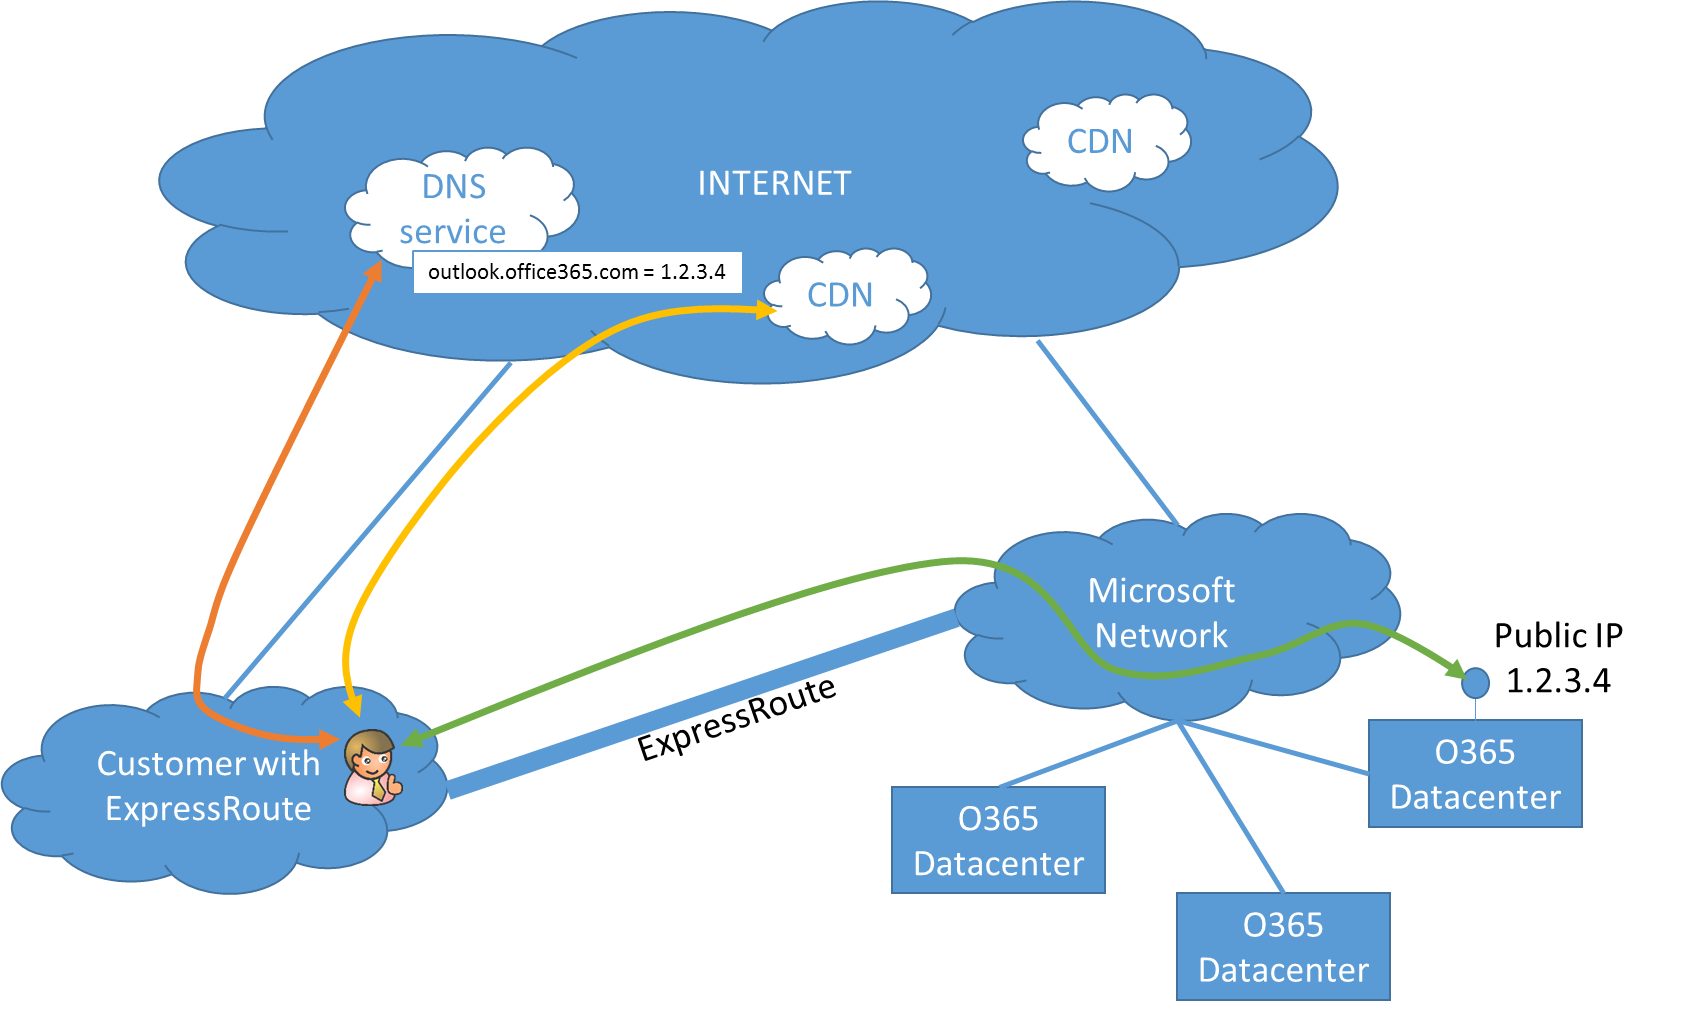 CDN
DNS
service
INTERNET
outlook.office365.com = 1.2.3.4
CDN
Microsoft
Network
Public IP
1.2.3.4
ExpressRoute
Customer with
ExpressRoute
O365
Datacenter
O365
Datacenter
O365
Datacenter